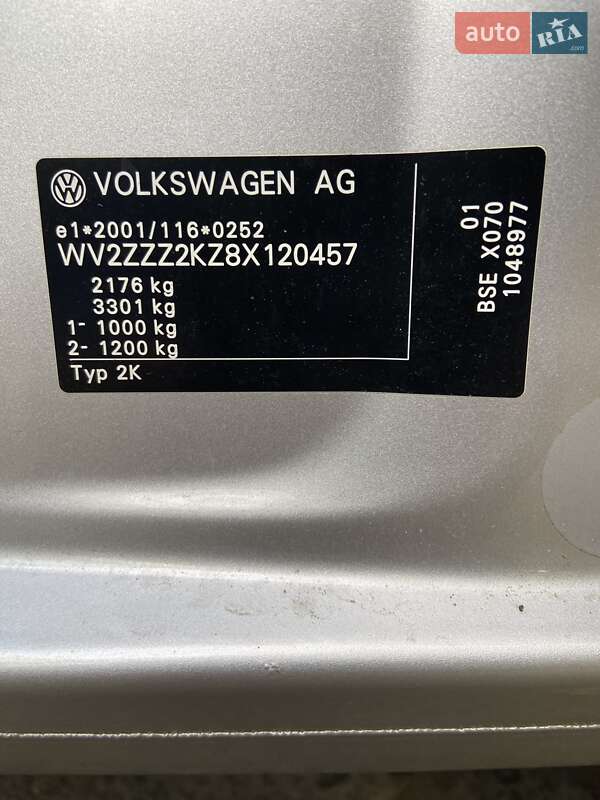 auto RIA .com
VOLKSWAGEN AG
e1*2001/116*0252
WV2ZZZ2KZ8X120457
2176 kg
3301 kg
1- 1000 kg
2- 1200 kg
Typ 2K
01
BSE X070
1048977